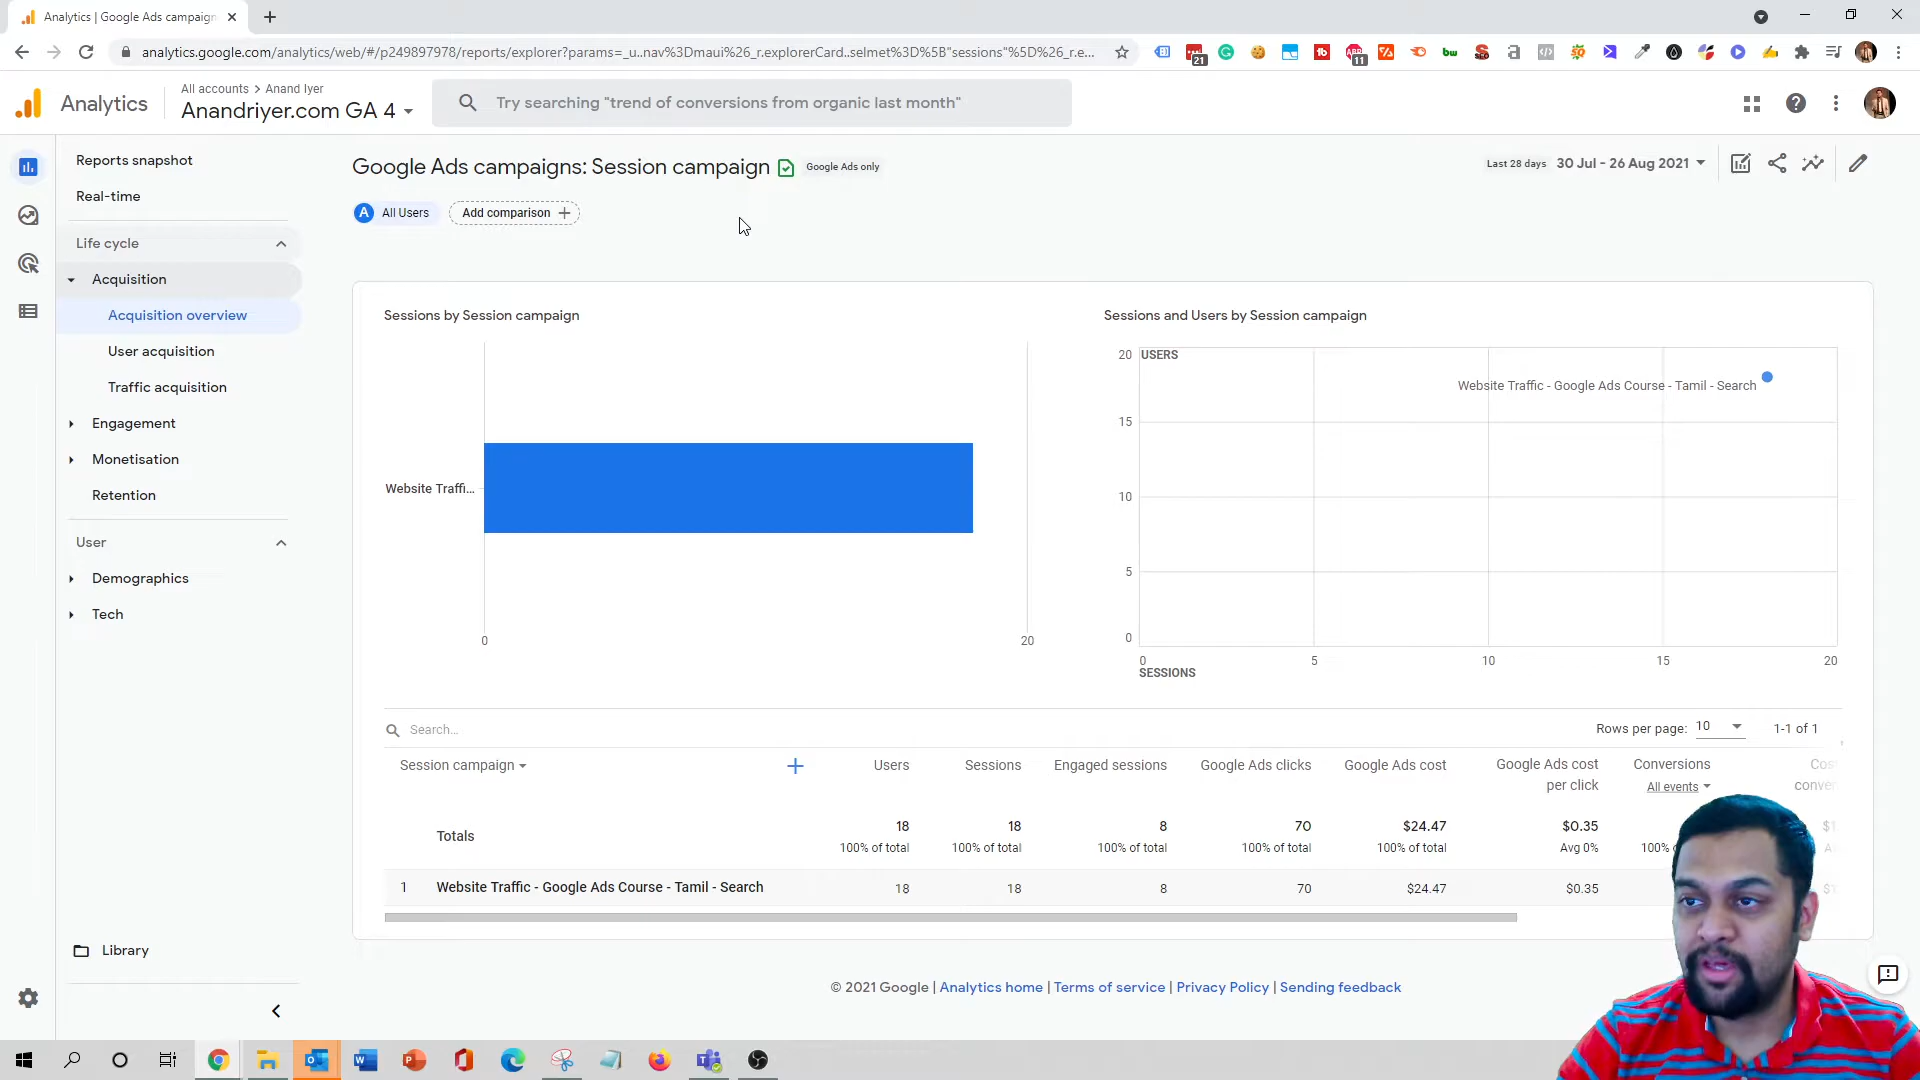 Analytics | Google Ads campaign
analytics.google.com/analytics/web/#/p249897978/reports/explorer?params=_u..nav%3Dmaui%26_r.explorerCard..selmet%3D%5B"sessions"%5D%26_r.e...
21
11
Analytics
All accounts > Anand Iyer
Anandriyer.com GA 4
Try searching "trend of conversions from organic last month"
Reports snapshot
Real-time
Life cycle
Acquisition
Acquisition overview
User acquisition
Traffic acquisition
Engagement
Monetisation
Retention
User
Demographics
Tech
Library
Google Ads campaigns: Session campaign
Google Ads only
Last 28 days 30 Jul - 26 Aug 2021
A All Users
Add comparison +
Sessions by Session campaign
Website Traffi...
0 20
Sessions and Users by Session campaign
20 USERS
Website Traffic - Google Ads Course - Tamil - Search
15
10
5
0
0 5 10 15 20
SESSIONS
Search...
Rows per page: 10 1-1 of 1
Session campaign + Users Sessions Engaged sessions Google Ads clicks Google Ads cost Google Ads cost per click Conversions
All events
Totals 18 18 8 70 $24.47 $0.35
100% of total 100% of total 100% of total 100% of total 100% of total Avg 0%
1 Website Traffic - Google Ads Course - Tamil - Search 18 18 8 70 $24.47 $0.35
© 2021 Google | Analytics home | Terms of service | Privacy Policy | Sending feedback